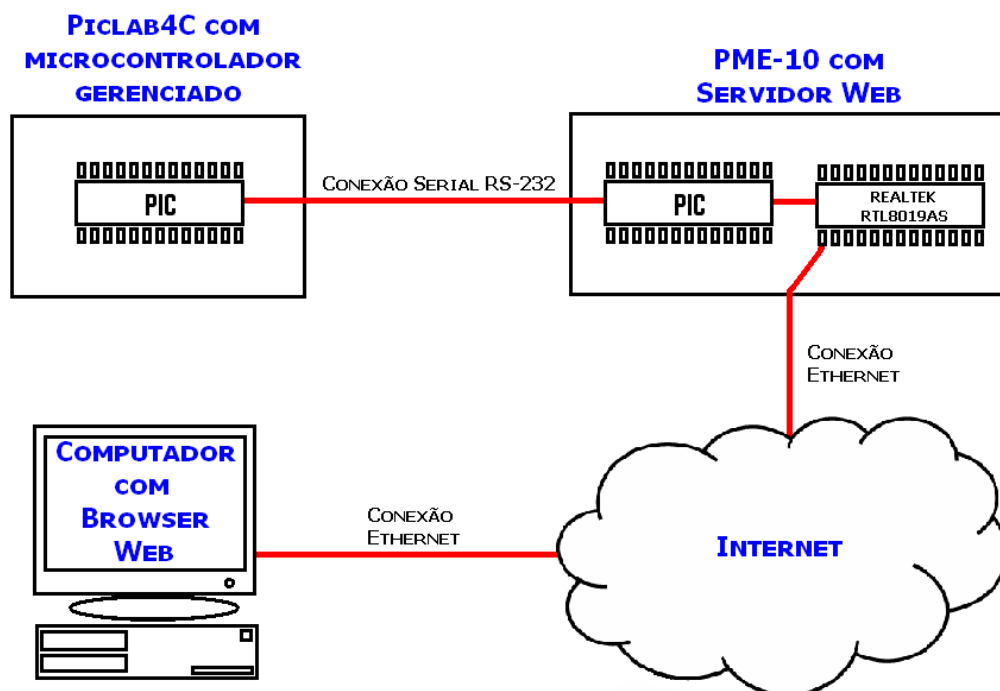 Piclab4C com
microcontrolador
gerenciado
PME-10 com
Servidor Web
PIC
Conexão Serial RS-232
PIC
REALTEK
RTL8019AS
Conexão
Ethernet
Computador
com
Browser
Web
Conexão
Ethernet
Internet